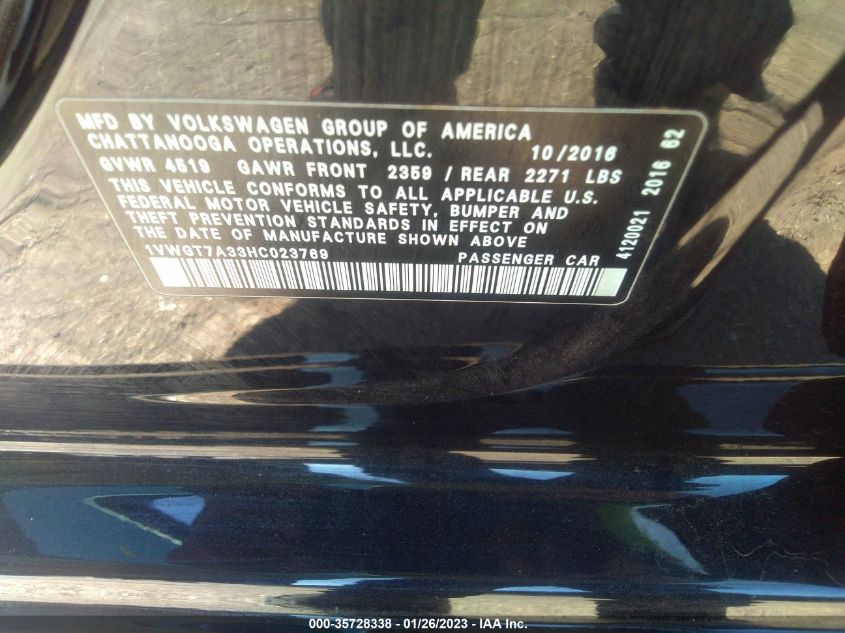 MFD BY VOLKSWAGEN GROUP OF AMERICA
CHATTANOOGA OPERATIONS, LLC. 10/2016
GVWR 4519 GAWR FRONT 2359 / REAR 2271 LBS
THIS VEHICLE CONFORMS TO ALL APPLICABLE U.S.
FEDERAL MOTOR VEHICLE SAFETY, BUMPER AND
THEFT PREVENTION STANDARDS IN EFFECT ON
THE DATE OF MANUFACTURE SHOWN ABOVE
1VWGT7A33HC023769 PASSENGER CAR
4120021 2016 62
000-35728338 - 01/26/2023 - IAA Inc.